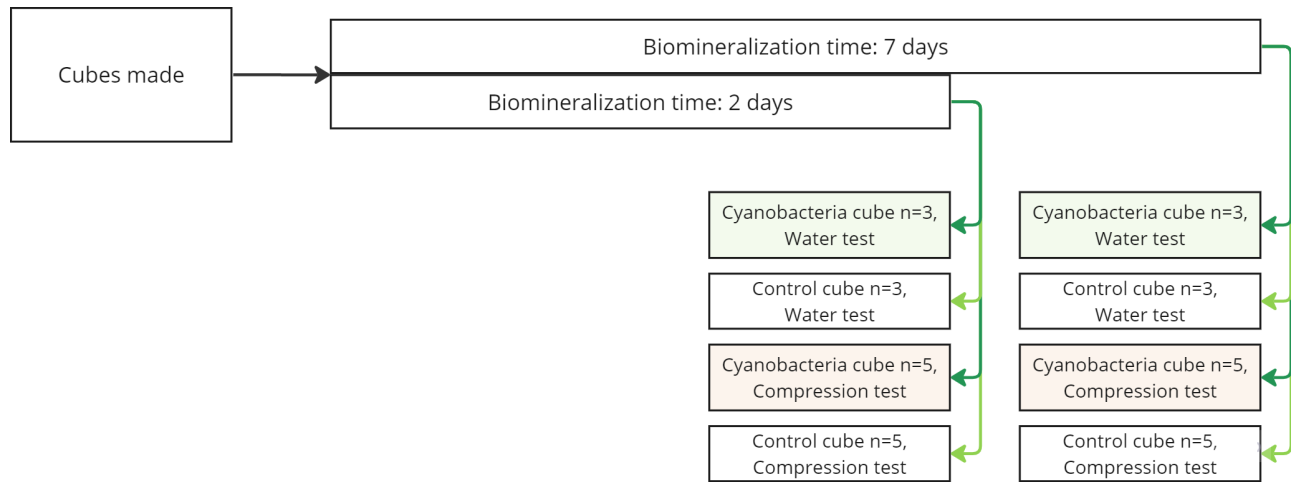 Cubes made
Biomineralization time: 7 days
Biomineralization time: 2 days
Cyanobacteria cube n=3,
Water test
Cyanobacteria cube n=3,
Water test
Control cube n=3,
Water test
Control cube n=3,
Water test
Cyanobacteria cube n=5,
Compression test
Cyanobacteria cube n=5,
Compression test
Control cube n=5,
Compression test
Control cube n=5,
Compression test